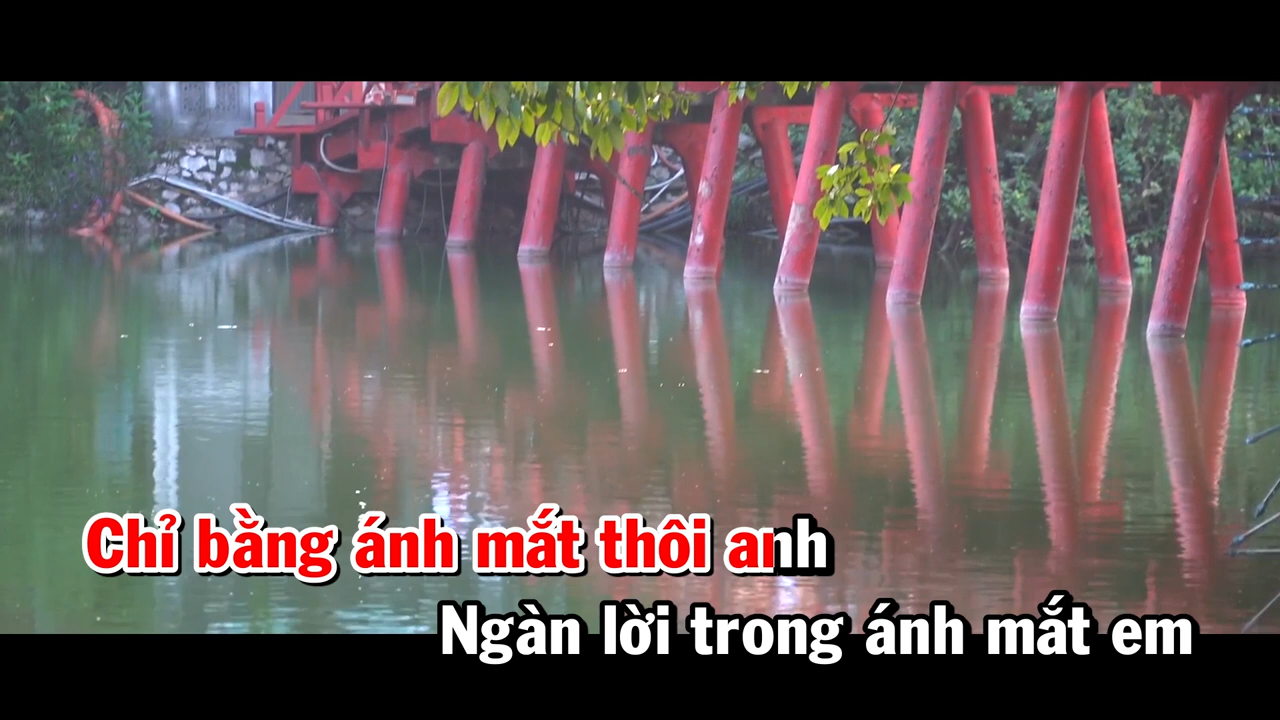 Chỉ bằng ánh mắt thôi anh
Ngàn lời trong ánh mắt em